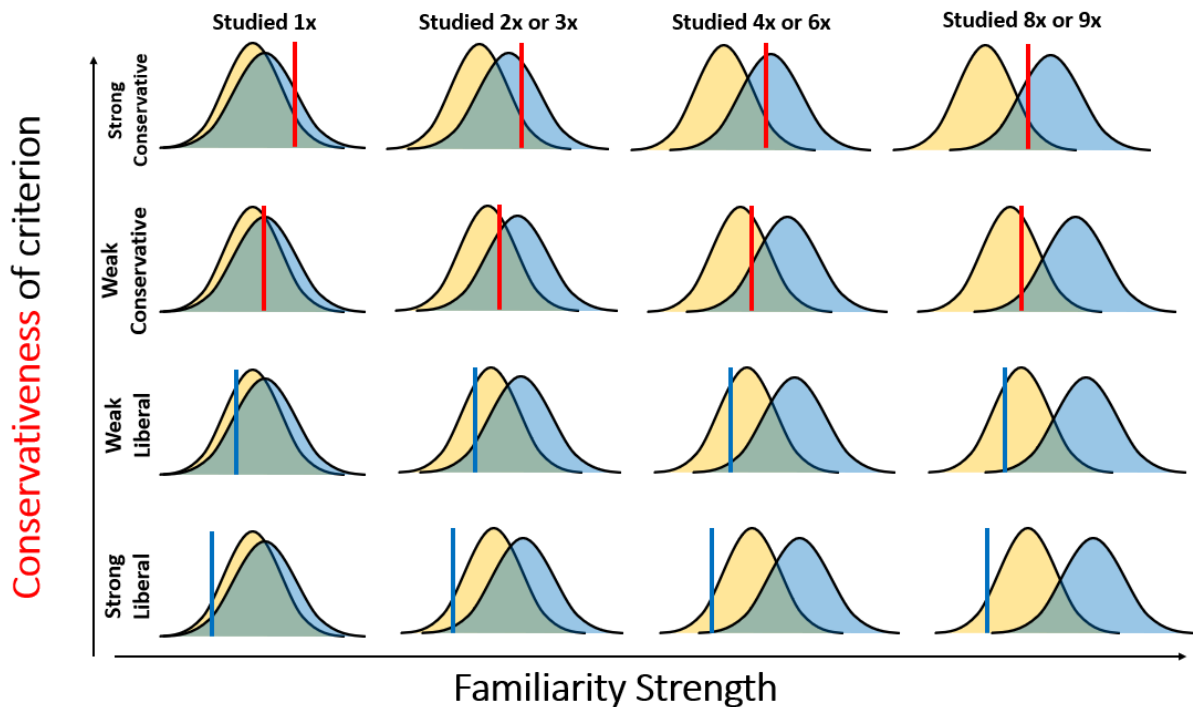 Studied 1x
Studied 2x or 3x
Studied 4x or 6x
Studied 8x or 9x
Conservativeness of criterion
Strong
Conservative
Weak
Conservative
Weak
Liberal
Strong
Liberal
Familiarity Strength